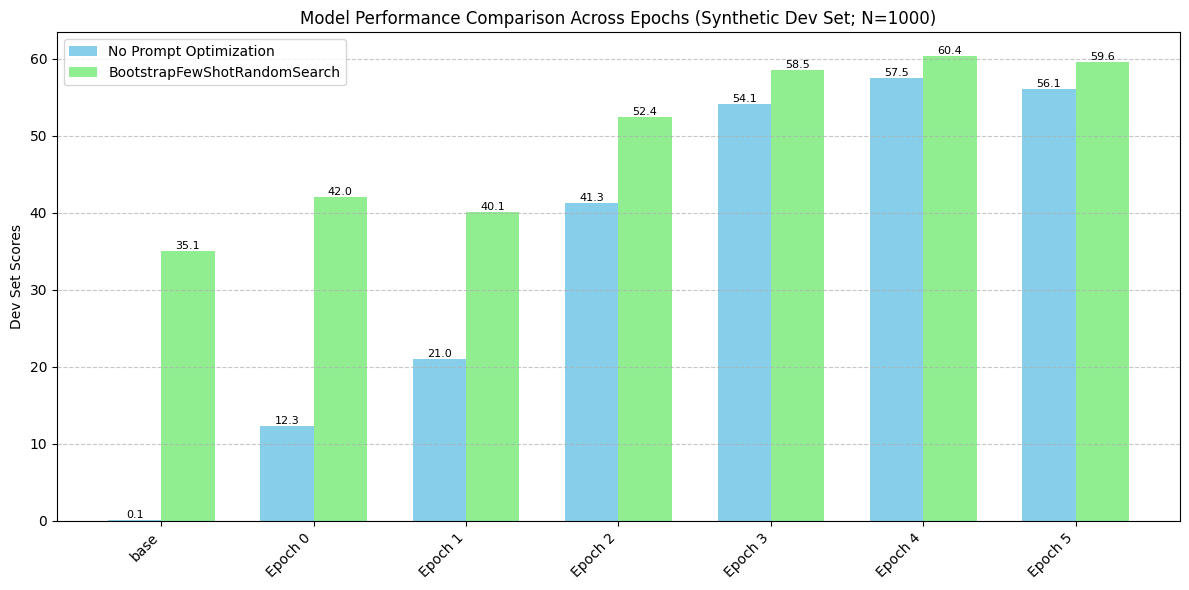 Model Performance Comparison Across Epochs (Synthetic Dev Set; N=1000)
No Prompt Optimization
BootstrapFewShotRandomSearch
Dev Set Scores
60
50
40
30
20
10
0
0.1
35.1
12.3
42.0
21.0
40.1
41.3
52.4
54.1
58.5
57.5
60.4
56.1
59.6
base
Epoch 0
Epoch 1
Epoch 2
Epoch 3
Epoch 4
Epoch 5